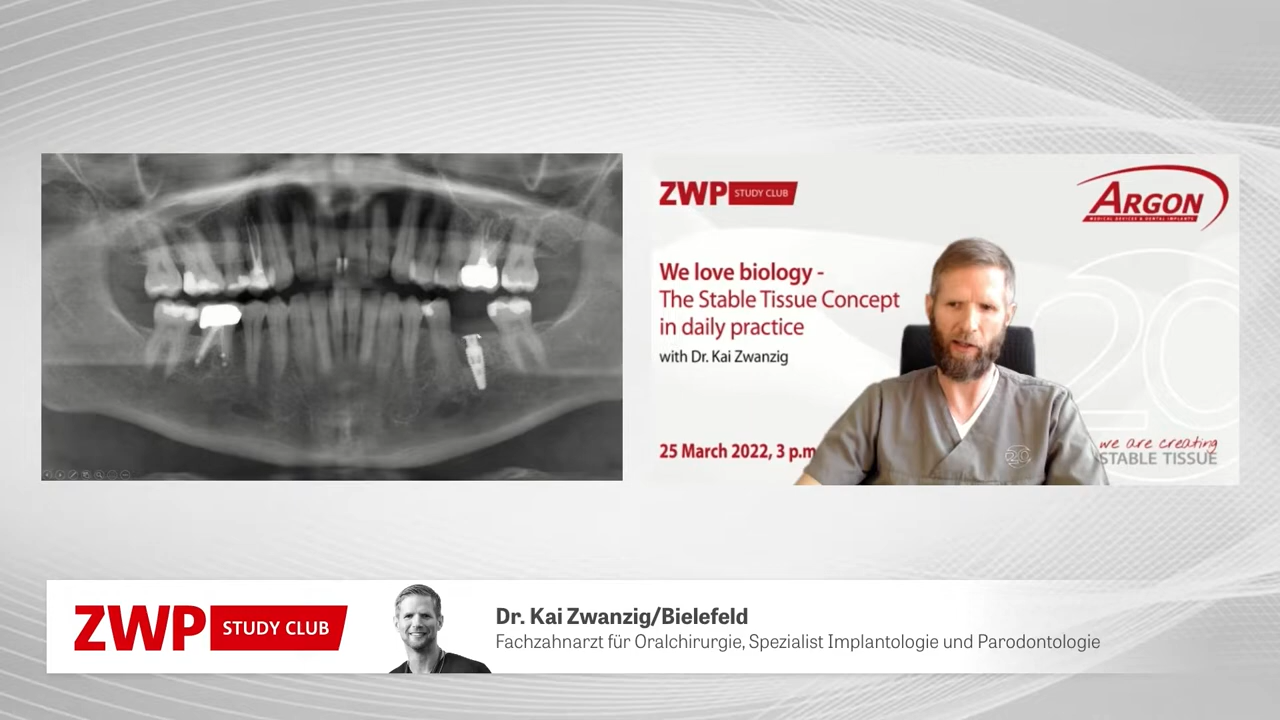 ZWP STUDY CLUB
ARGON
MEDICAL DEVICES & DENTAL IMPLANTS
We love biology -
The Stable Tissue Concept
in daily practice
with Dr. Kai Zwanzig
25 March 2022, 3 p.m
20
20
we are creating
STABLE TISSUE
ZWP STUDY CLUB
Dr. Kai Zwanzig/Bielefeld
Fachzahnarzt für Oralchirurgie, Spezialist Implantologie und Parodontologie